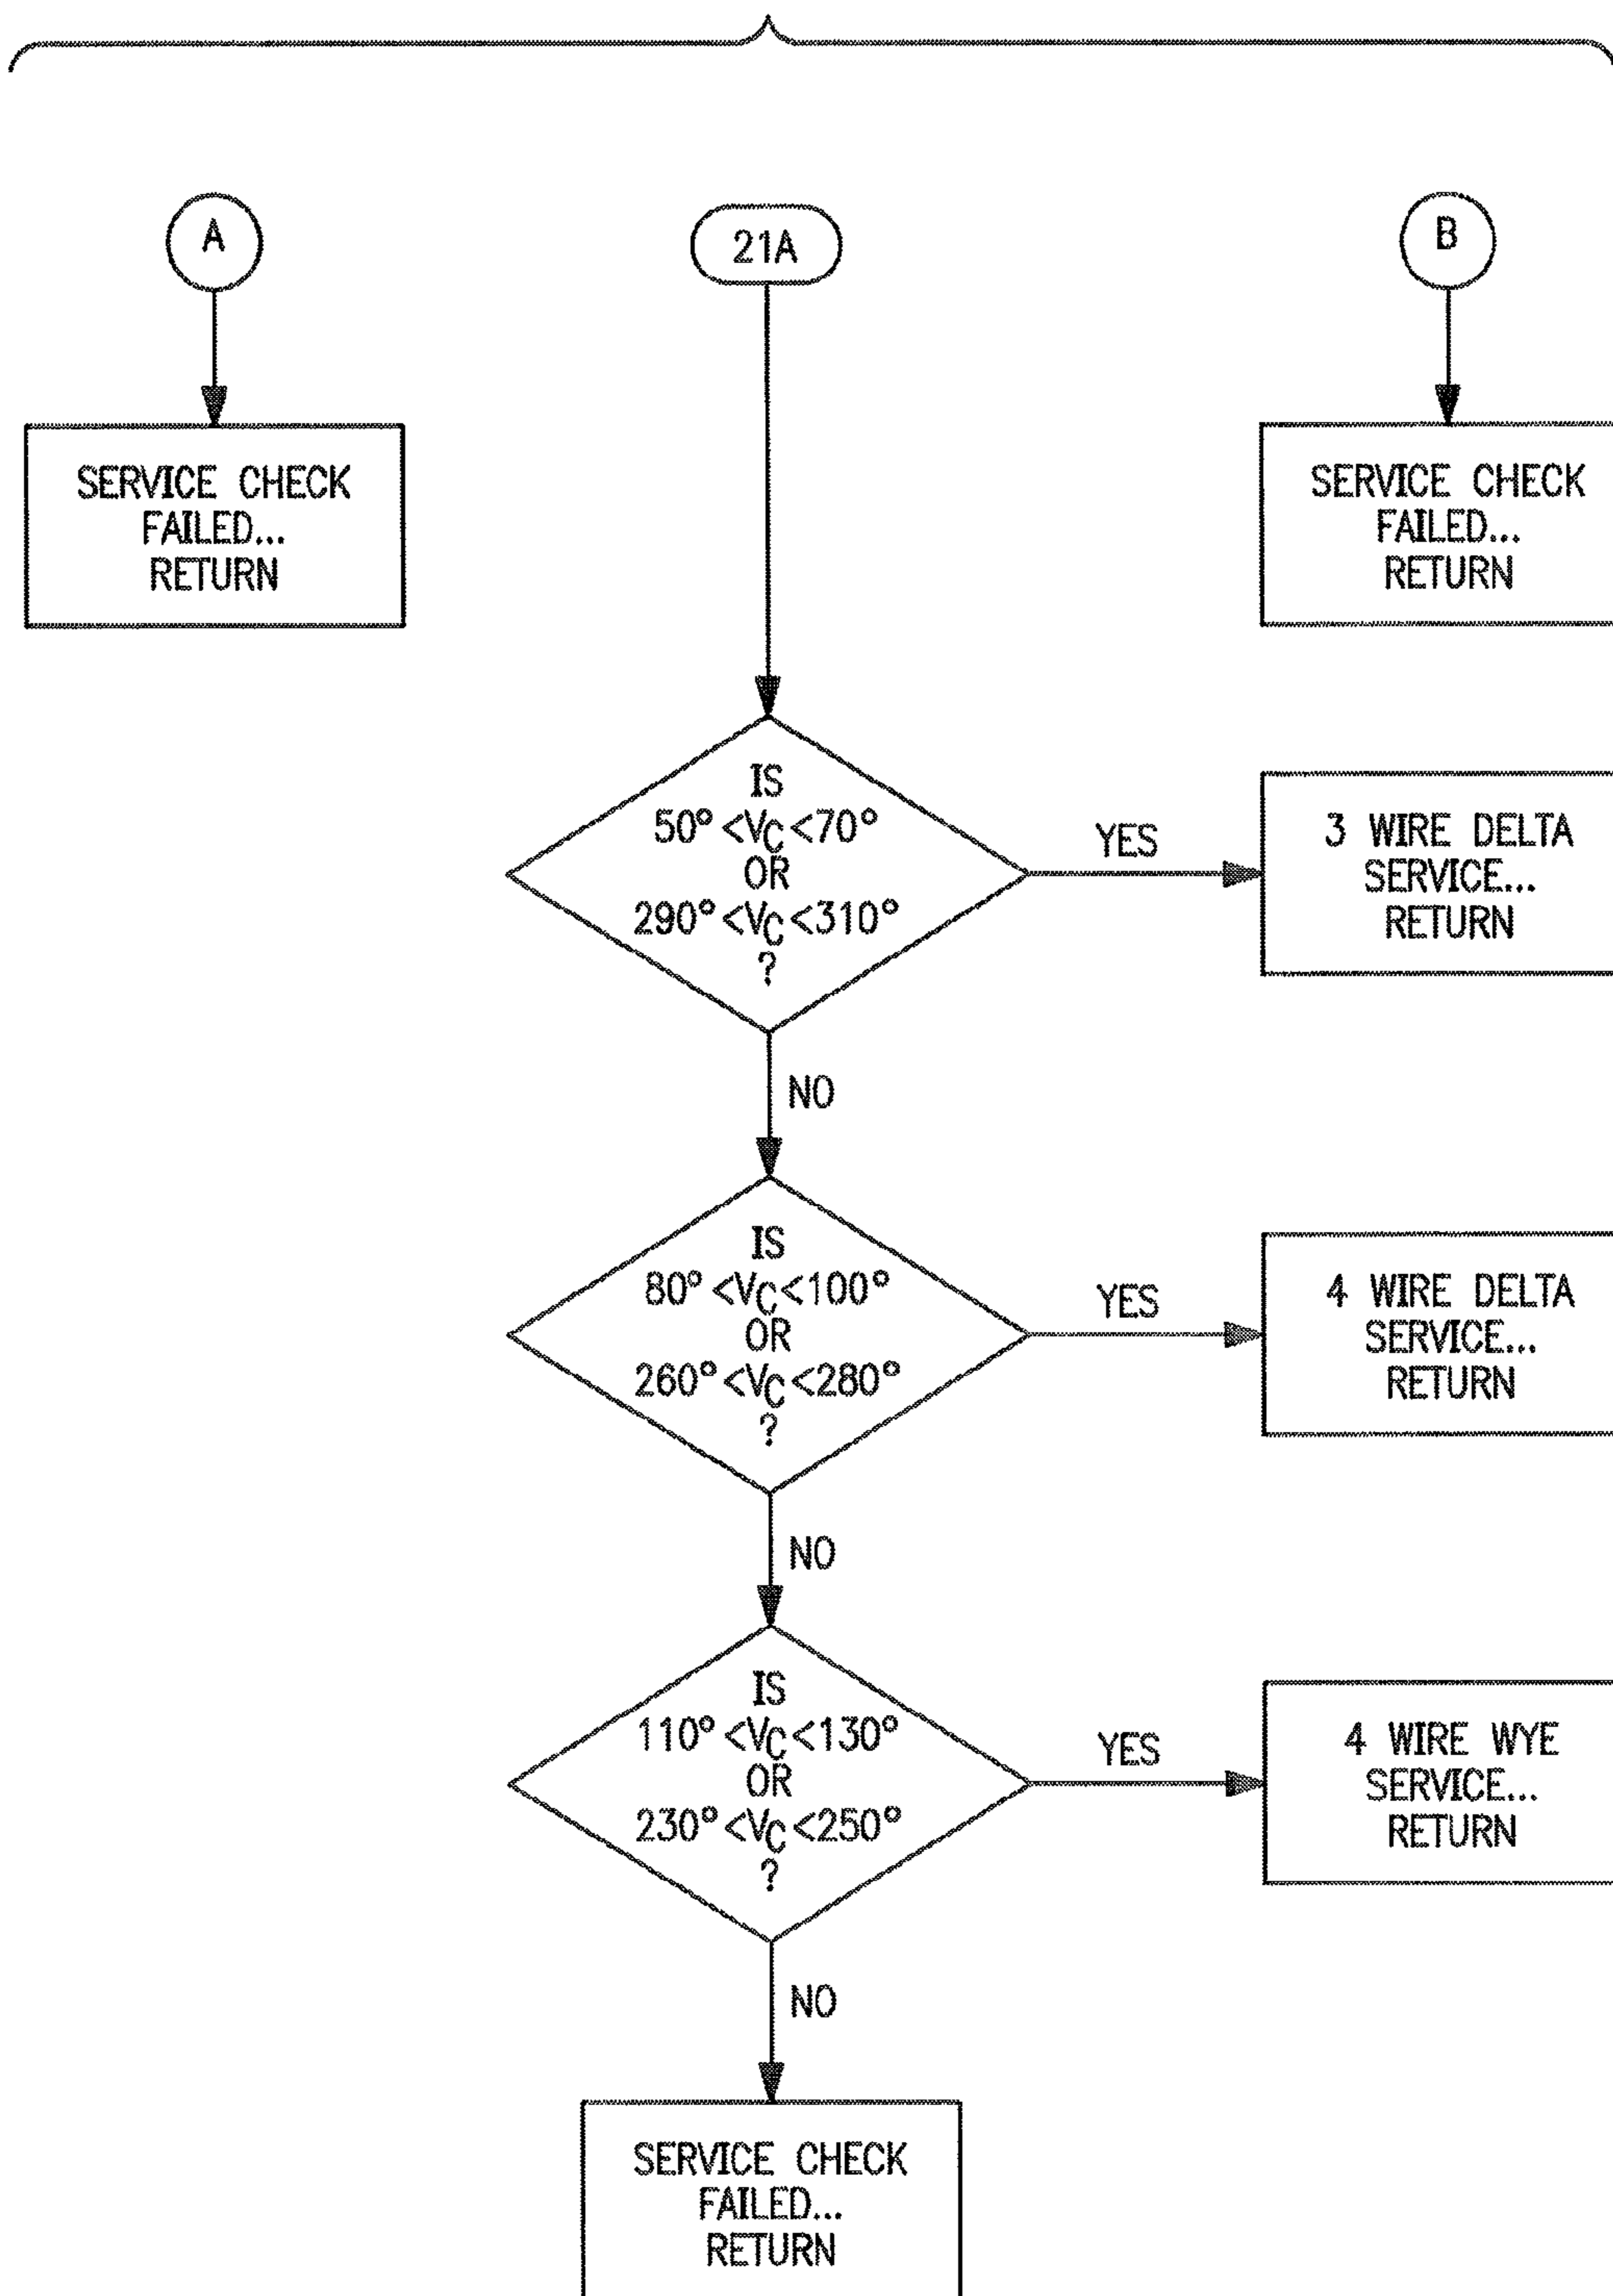 A
21A
B
SERVICE CHECK
FAILED...
RETURN
SERVICE CHECK
FAILED...
RETURN
IS
50° <VC <70°
OR
290° <VC <310°
?
YES
3 WIRE DELTA
SERVICE...
RETURN
NO
IS
80° <VC <100°
OR
260° <VC <280°
?
YES
4 WIRE DELTA
SERVICE...
RETURN
NO
IS
110° <VC <130°
OR
230° <VC <250°
?
YES
4 WIRE WYE
SERVICE...
RETURN
NO
SERVICE CHECK
FAILED...
RETURN